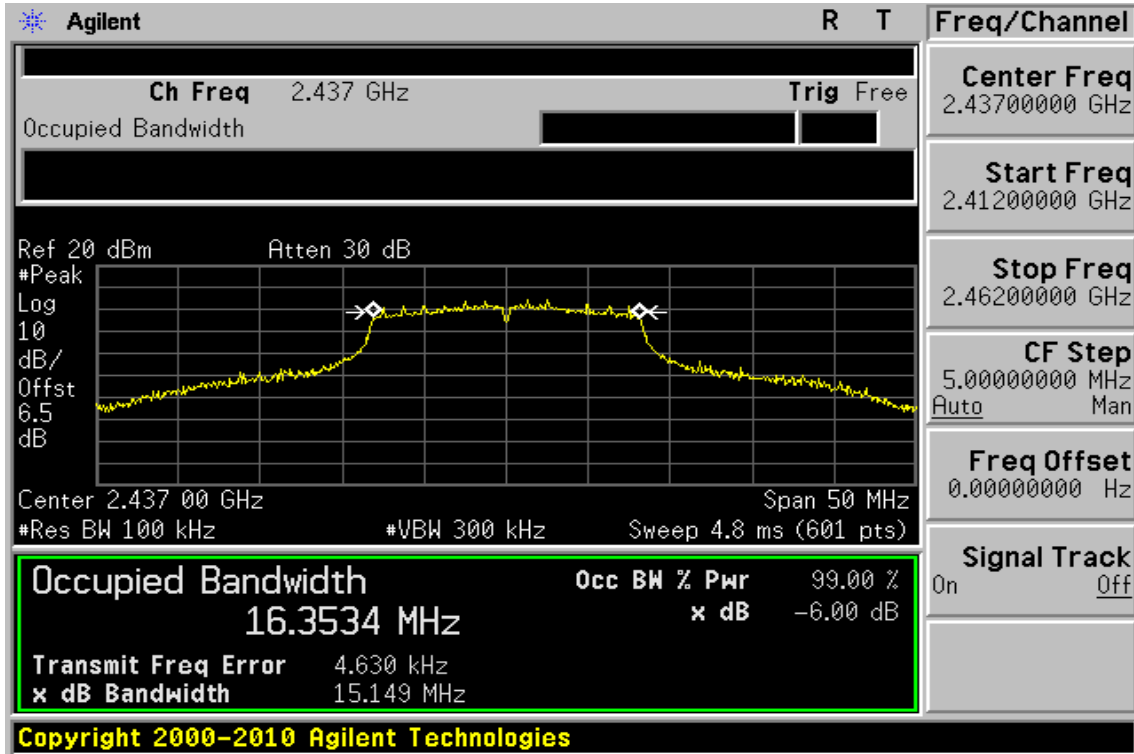 Agilent R T
Freq/Channel
Ch Freq 2.437 GHz Trig Free
Occupied Bandwidth
Center Freq
2.43700000 GHz
Start Freq
2.41200000 GHz
Stop Freq
2.46200000 GHz
CF Step
5.00000000 MHz
Auto Man
Freq Offset
0.00000000 Hz
Signal Track
On Off
Ref 20 dBm Atten 30 dB
#Peak
Log
10
dB/
Offst
6.5
dB
Center 2.437 00 GHz Span 50 MHz
#Res BW 100 kHz #VBW 300 kHz Sweep 4.8 ms (601 pts)
Occupied Bandwidth Occ BW % Pwr 99.00 %
16.3534 MHz x dB -6.00 dB
Transmit Freq Error 4.630 kHz
x dB Bandwidth 15.149 MHz
Copyright 2000-2010 Agilent Technologies